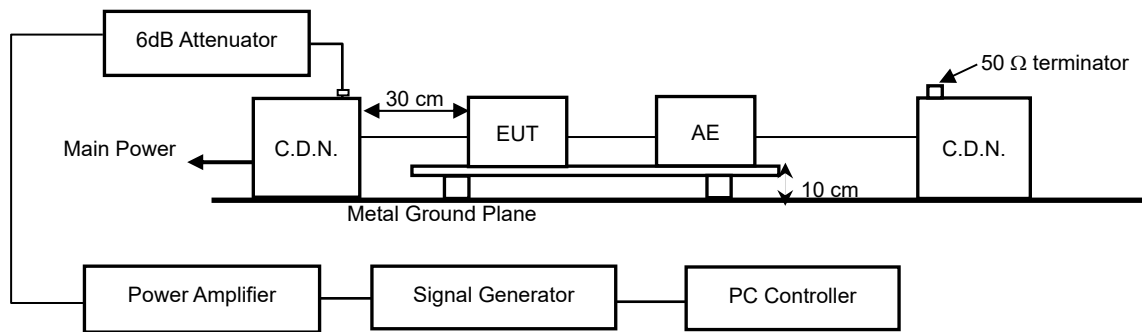 6dB Attenuator
50 Ω terminator
30 cm
EUT
AE
Main Power
C.D.N.
C.D.N.
10 cm
Metal Ground Plane
Power Amplifier
Signal Generator
PC Controller